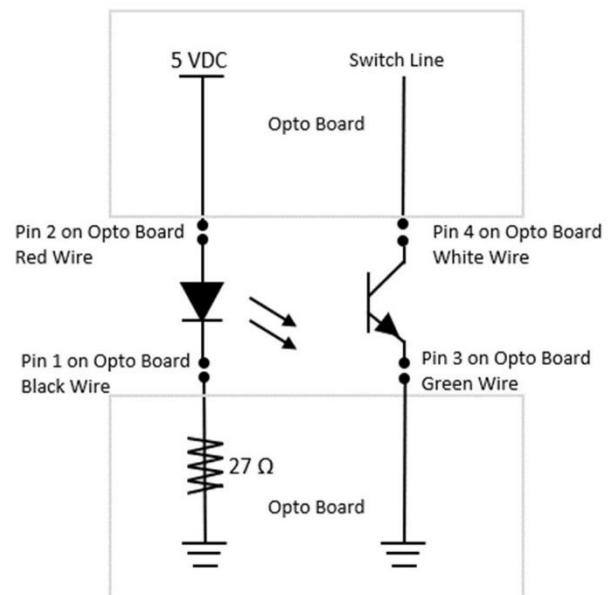 5 VDC
Switch Line
Opto Board
Pin 2 on Opto Board
Red Wire
Pin 4 on Opto Board
White Wire
Pin 1 on Opto Board
Black Wire
Pin 3 on Opto Board
Green Wire
27 Ω
Opto Board